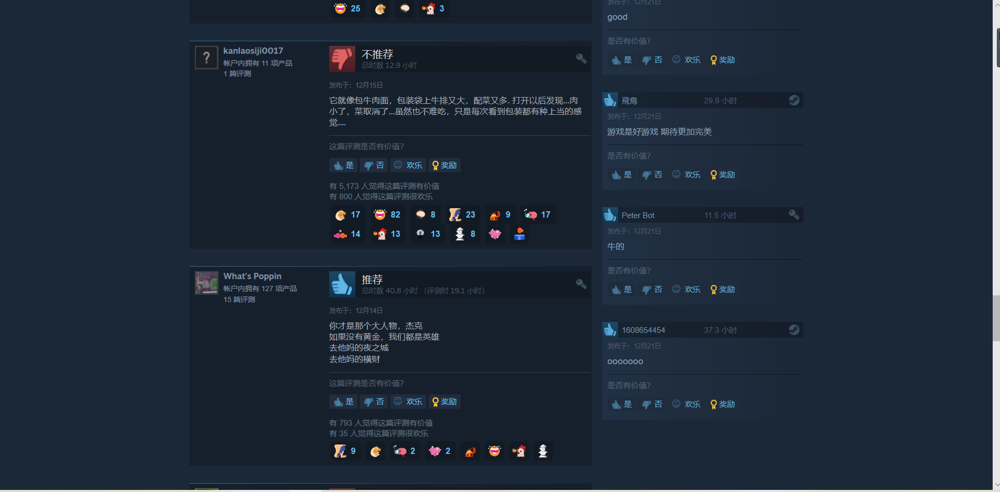 25
3
kanlaosiji0017
帐户内拥有 11 项产品
1 篇评测
不推荐
总时数 12.9 小时
发布于：12月15日
它就像包牛肉面，包装袋上牛排又大，配菜又多. 打开以后发现...肉
小了，菜取消了...虽然也不难吃，只是每次看到包装都有种上当的感
觉....
这篇评测是否有价值?
是 否 欢乐 奖励
有 5,173 人觉得这篇评测有价值
有 800 人觉得这篇评测很欢乐
17 82 8 23 9 17
14 13 13 8
What's Poppin
帐户内拥有 127 项产品
15 篇评测
推荐
总时数 40.8 小时 （评测时 19.1 小时）
发布于：12月14日
你才是那个大人物，杰克
如果没有黄金，我们都是英雄
去他妈的夜之城
去他妈的横财
这篇评测是否有价值?
是 否 欢乐 奖励
有 793 人觉得这篇评测有价值
有 35 人觉得这篇评测很欢乐
9 2 2
发布于：12月21日
good
是否有价值?
是 否 欢乐 奖励
飛鳥 29.8 小时
发布于：12月21日
游戏是好游戏 期待更加完美
是否有价值?
是 否 欢乐 奖励
Peter Bot 11.5 小时
发布于：12月21日
牛的
是否有价值?
是 否 欢乐 奖励
1608654454 37.3 小时
发布于：12月21日
ooooooo
是否有价值?
是 否 欢乐 奖励